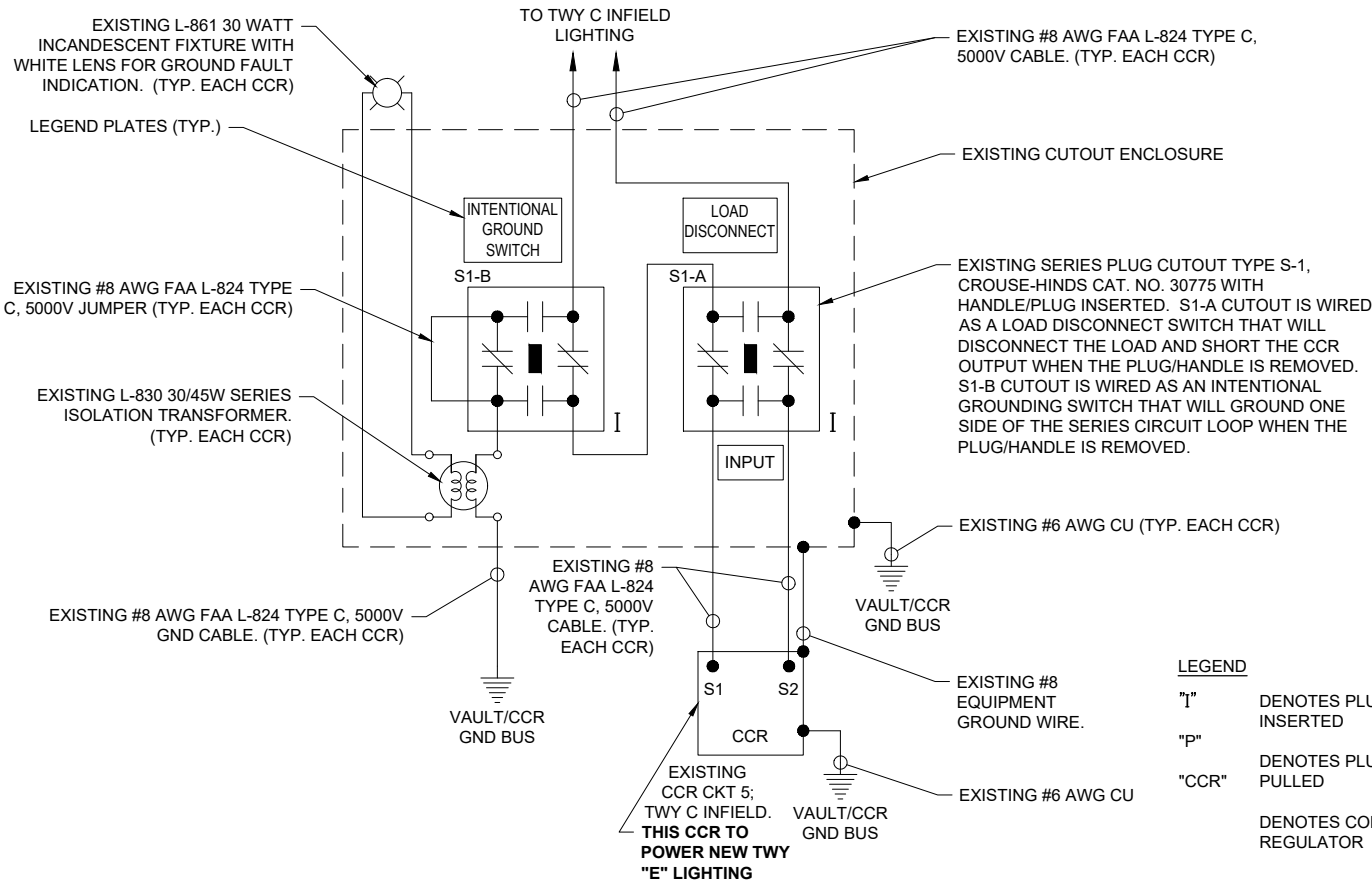 EXISTING L-861 30 WATT
INCANDESCENT FIXTURE WITH
WHITE LENS FOR GROUND FAULT
INDICATION. (TYP. EACH CCR)
TO TWY C INFIELD
LIGHTING
EXISTING #8 AWG FAA L-824 TYPE C,
5000V CABLE. (TYP. EACH CCR)
LEGEND PLATES (TYP.)
EXISTING CUTOUT ENCLOSURE
INTENTIONAL
GROUND
SWITCH
LOAD
DISCONNECT
S1-B
S1-A
EXISTING #8 AWG FAA L-824 TYPE
C, 5000V JUMPER (TYP. EACH CCR)
EXISTING SERIES PLUG CUTOUT TYPE S-1,
CROUSE-HINDS CAT. NO. 30775 WITH
HANDLE/PLUG INSERTED. S1-A CUTOUT IS WIRED
AS A LOAD DISCONNECT SWITCH THAT WILL
DISCONNECT THE LOAD AND SHORT THE CCR
OUTPUT WHEN THE PLUG/HANDLE IS REMOVED.
S1-B CUTOUT IS WIRED AS AN INTENTIONAL
GROUNDING SWITCH THAT WILL GROUND ONE
SIDE OF THE SERIES CIRCUIT LOOP WHEN THE
PLUG/HANDLE IS REMOVED.
I
I
EXISTING L-830 30/45W SERIES
ISOLATION TRANSFORMER.
(TYP. EACH CCR)
INPUT
EXISTING #6 AWG CU (TYP. EACH CCR)
VAULT/CCR
GND BUS
EXISTING #8
AWG FAA L-824
TYPE C, 5000V
CABLE. (TYP.
EACH CCR)
EXISTING #8 AWG FAA L-824 TYPE C, 5000V
GND CABLE. (TYP. EACH CCR)
VAULT/CCR
GND BUS
S1 S2
CCR
EXISTING #8
EQUIPMENT
GROUND WIRE.
EXISTING
CCR CKT 5;
TWY C INFIELD.
THIS CCR TO
POWER NEW TWY
"E" LIGHTING
VAULT/CCR
GND BUS
EXISTING #6 AWG CU
LEGEND
"I" DENOTES PLU
INSERTED
"P"
DENOTES PLU
"CCR" PULLED
DENOTES CO
REGULATOR